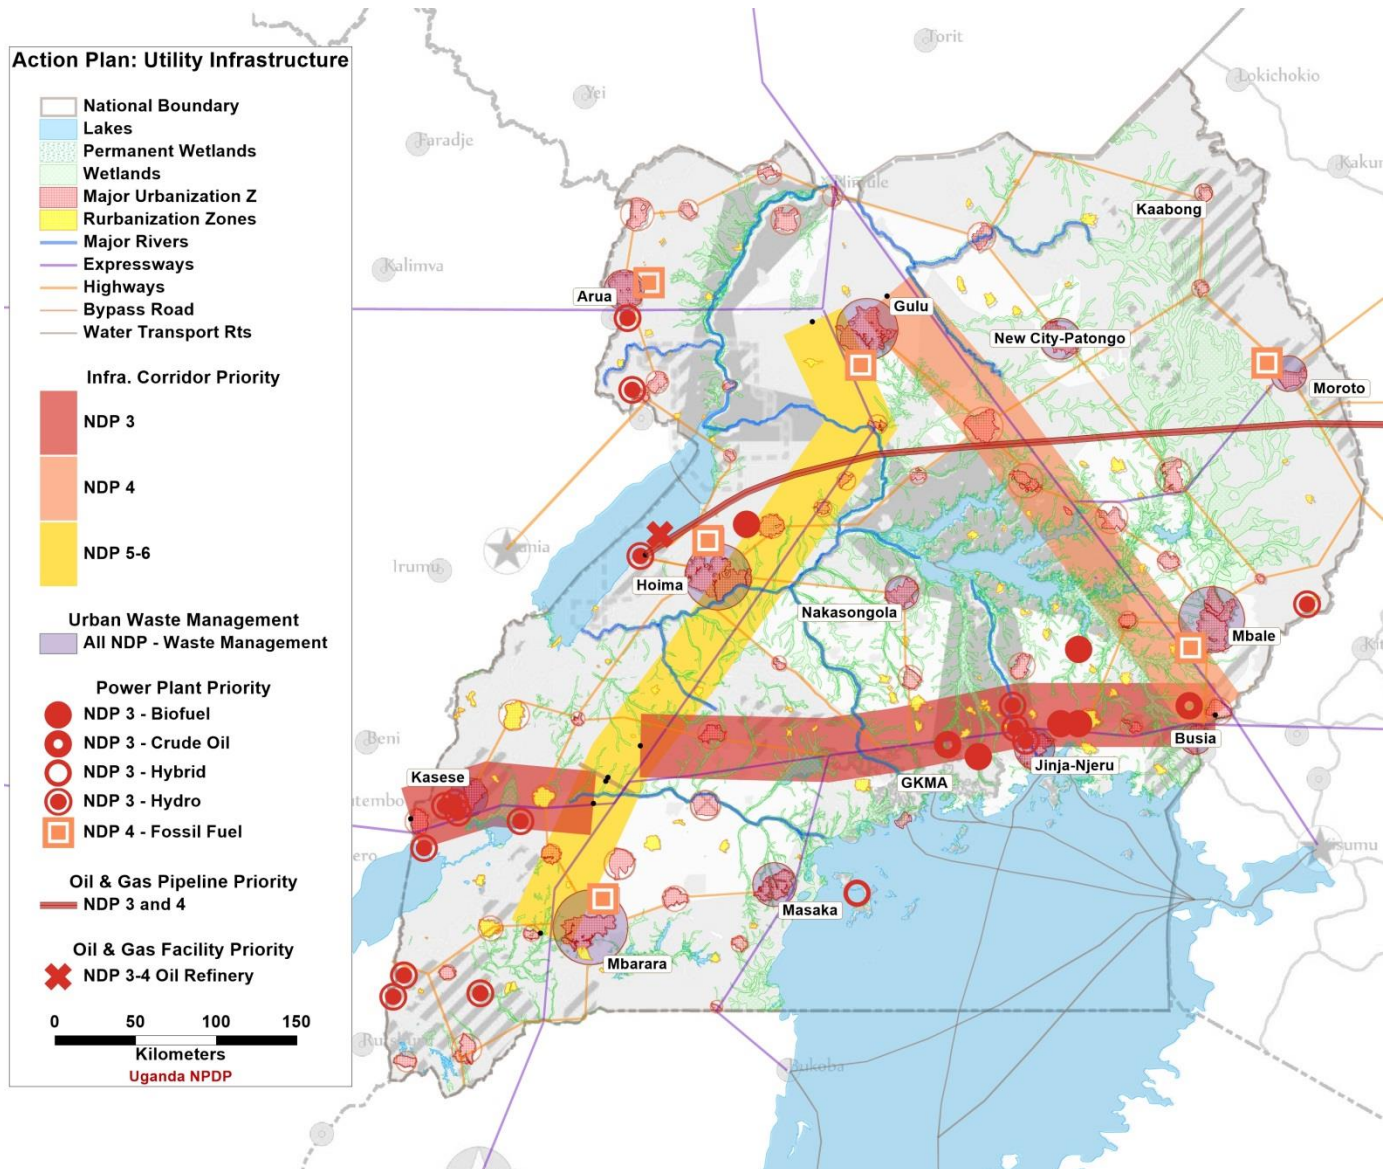 Action Plan: Utility Infrastructure
National Boundary
Lakes
Permanent Wetlands
Wetlands
Major Urbanization Z
Rurbanization Zones
Major Rivers
Expressways
Highways
Bypass Road
Water Transport Rts
Infra. Corridor Priority
NDP 3
NDP 4
NDP 5-6
Urban Waste Management
All NDP - Waste Management
Power Plant Priority
NDP 3 - Biofuel
NDP 3 - Crude Oil
NDP 3 - Hybrid
NDP 3 - Hydro
NDP 4 - Fossil Fuel
Oil & Gas Pipeline Priority
NDP 3 and 4
Oil & Gas Facility Priority
NDP 3-4 Oil Refinery
0 50 100 150
Kilometers
Uganda NPDP
Torit
Lokichokio
Yei
Faradje
Kaabong
Kalimva
Arua
Gulu
New City-Patongo
Moroto
Irumu
Hoima
Nakasongola
Mbale
Beni
Kasese
Busia
Jinja-Njeru
GKMA
Masaka
Mbarara
Bukoba